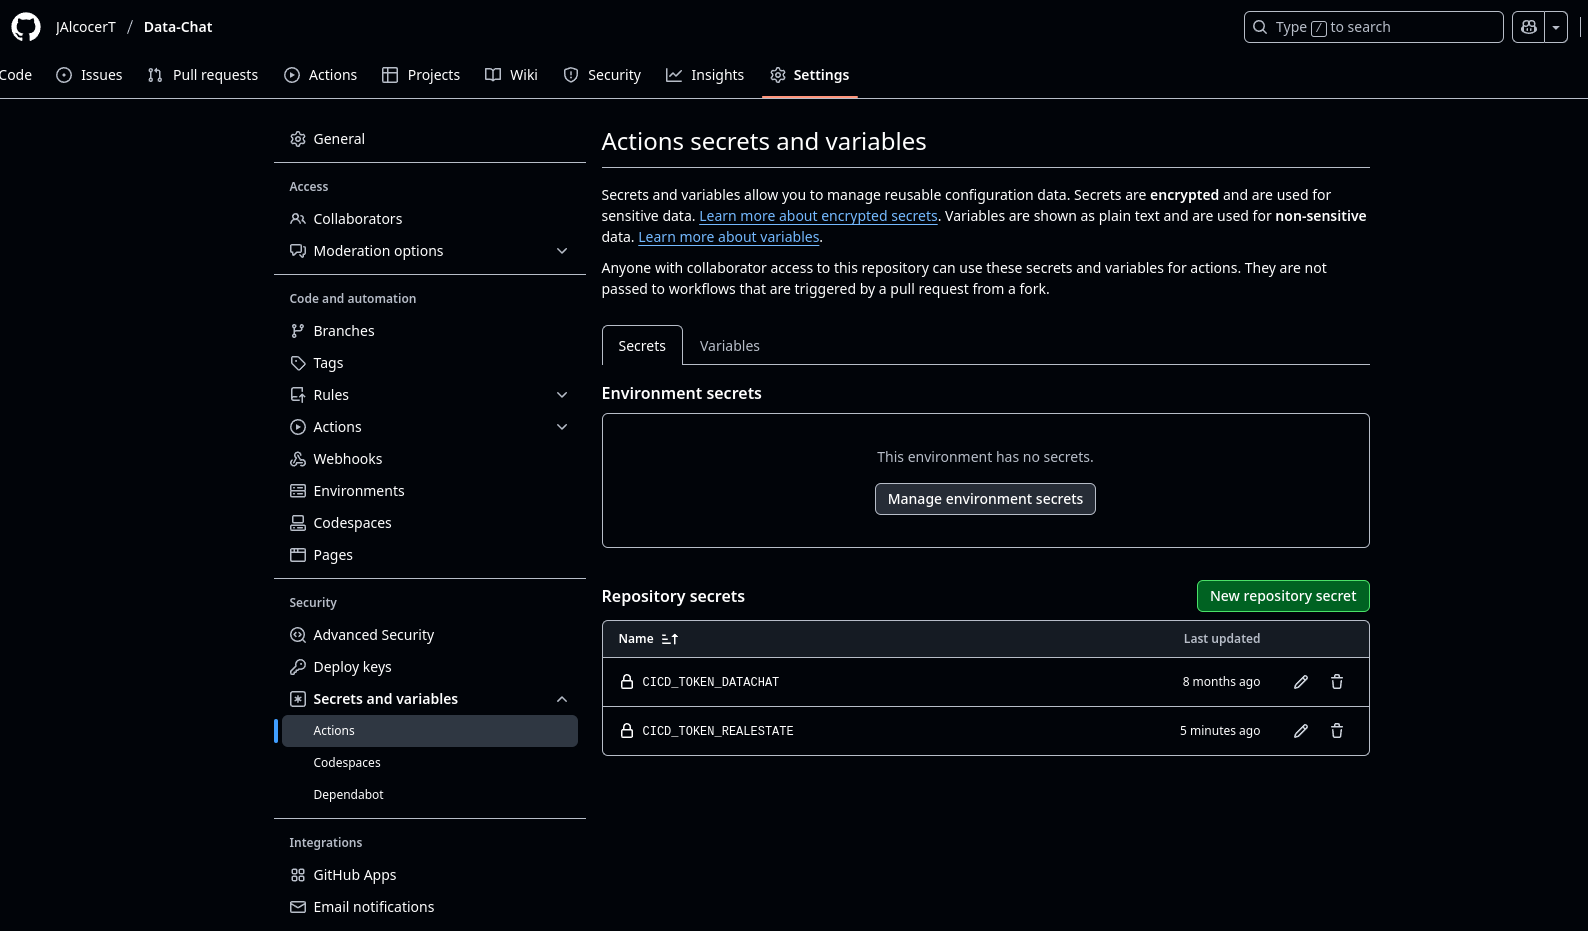 JAlcocerT / Data-Chat
Type / to search
Code
Issues
Pull requests
Actions
Projects
Wiki
Security
Insights
Settings
General
Access
Collaborators
Moderation options
Code and automation
Branches
Tags
Rules
Actions
Webhooks
Environments
Codespaces
Pages
Security
Advanced Security
Deploy keys
Secrets and variables
Actions
Codespaces
Dependabot
Integrations
GitHub Apps
Email notifications
Actions secrets and variables
Secrets and variables allow you to manage reusable configuration data. Secrets are encrypted and are used for
sensitive data. Learn more about encrypted secrets. Variables are shown as plain text and are used for non-sensitive
data. Learn more about variables.
Anyone with collaborator access to this repository can use these secrets and variables for actions. They are not
passed to workflows that are triggered by a pull request from a fork.
Secrets
Variables
Environment secrets
This environment has no secrets.
Manage environment secrets
Repository secrets
New repository secret
Name
Last updated
CICD_TOKEN_DATACHAT
8 months ago
CICD_TOKEN_REALESTATE
5 minutes ago